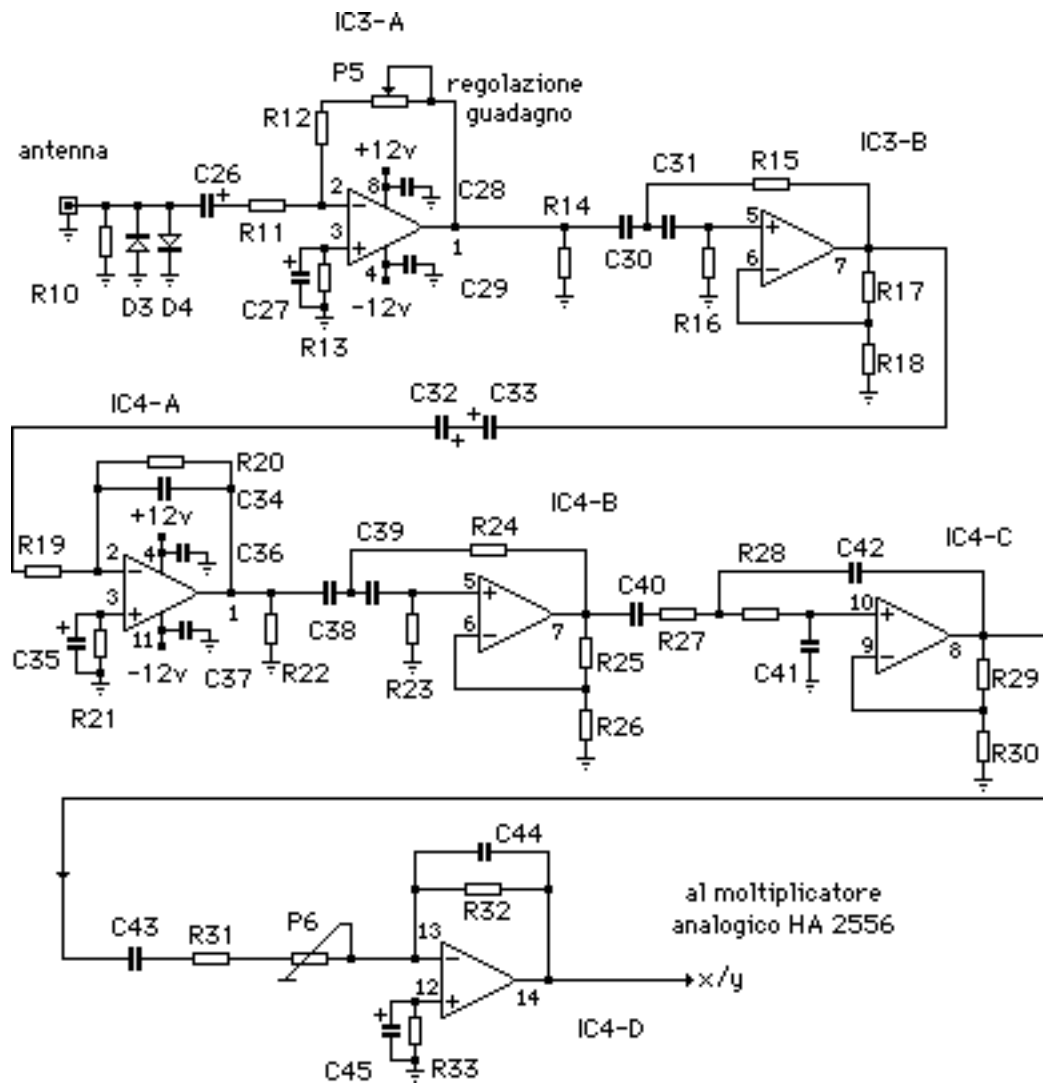 IC3-A
P5
regolazione
guadagno
R12
antenna
+12v
IC3-B
C26
+
2
8
C31
R15
−
C28
R14
5
+
R11
3
+
1
C30
6
−
7
+
4
C29
R17
R10
D3 D4
C27
−12v
R16
R13
R18
IC4-A
C32
C33
+
+
R20
C34
IC4-B
+12v
R19
2
4
C36
C39
R24
R28
C42
IC4-C
−
5
+
C40
10
+
3
+
1
C38
6
−
7
R27
9
−
8
+
11
C35
−12v
C37
R22
R23
R25
C41
R29
R21
R26
R30
C44
R32
al moltiplicatore
analogico HA 2556
C43
R31
P6
13
−
12
+
14
x/y
+
C45
R33
IC4-D